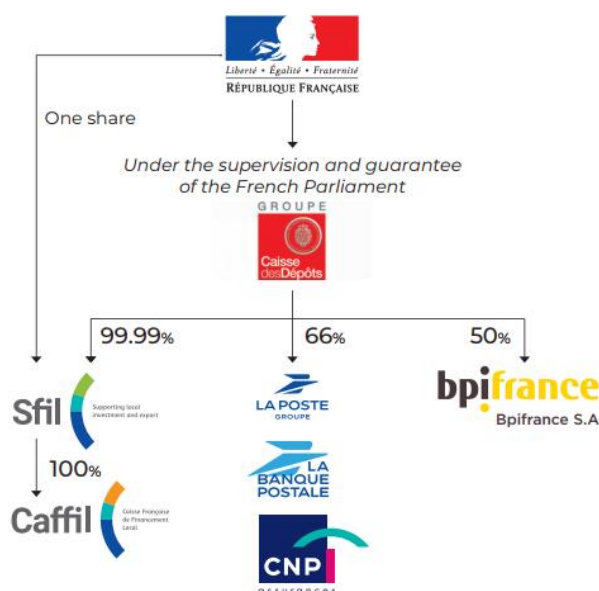 Liberté • Égalité • Fraternité
RÉPUBLIQUE FRANÇAISE
One share
Under the supervision and guarantee
of the French Parliament
GROUPE
Caisse
desDépôts
99.99%
66%
50%
Sfil
Supporting local
investment and export
LA POSTE
GROUPE
bpifrance
Bpifrance S.A
100%
LA
BANQUE
POSTALE
Caffil
Caisse Française
de Financement
Local
CNP